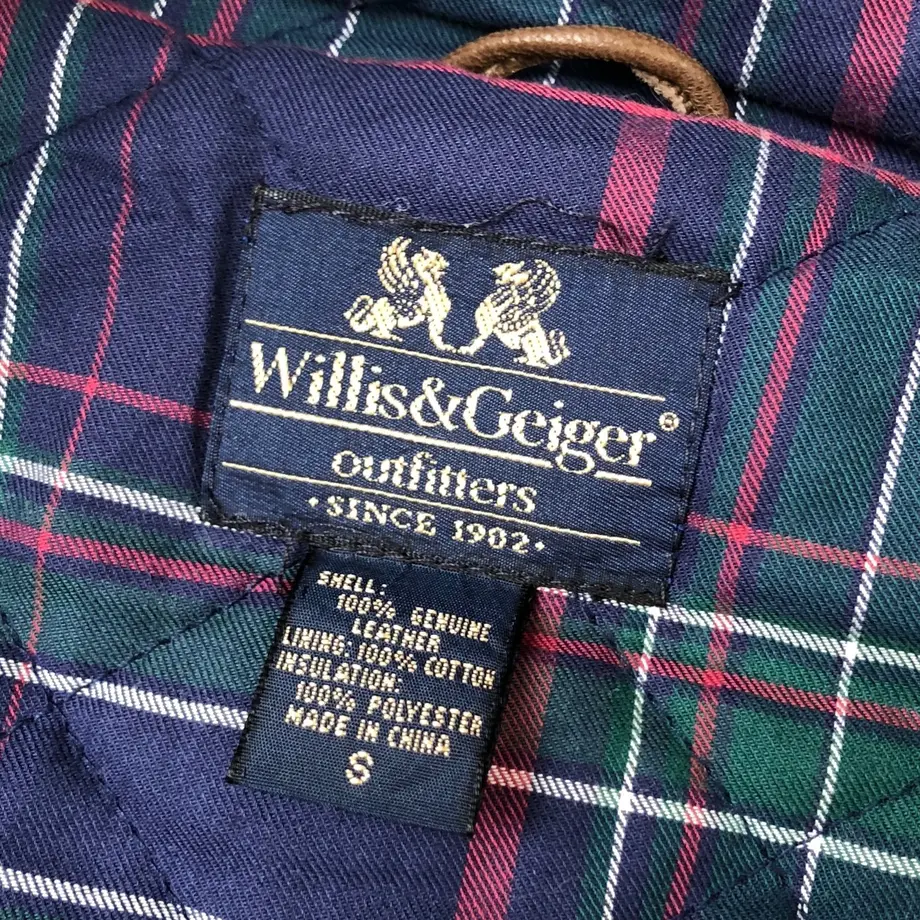 Willis&Geiger®
outfitters
•SINCE 1902•
SHELL:
100% GENUINE
LEATHER
LINING: 100% COTTON
INSULATION:
100% POLYESTER
MADE IN CHINA
S